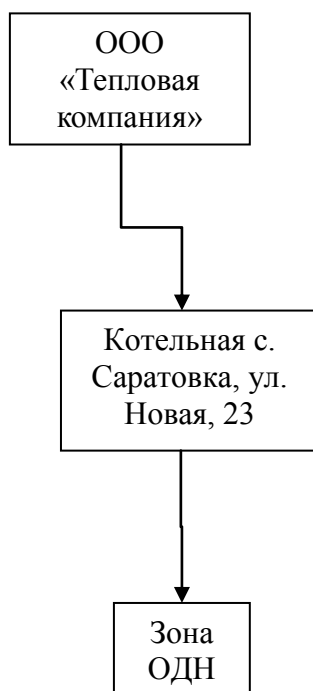 ООО
«Тепловая
компания»
Котельная с.
Саратовка, ул.
Новая, 23
Зона
ОДН